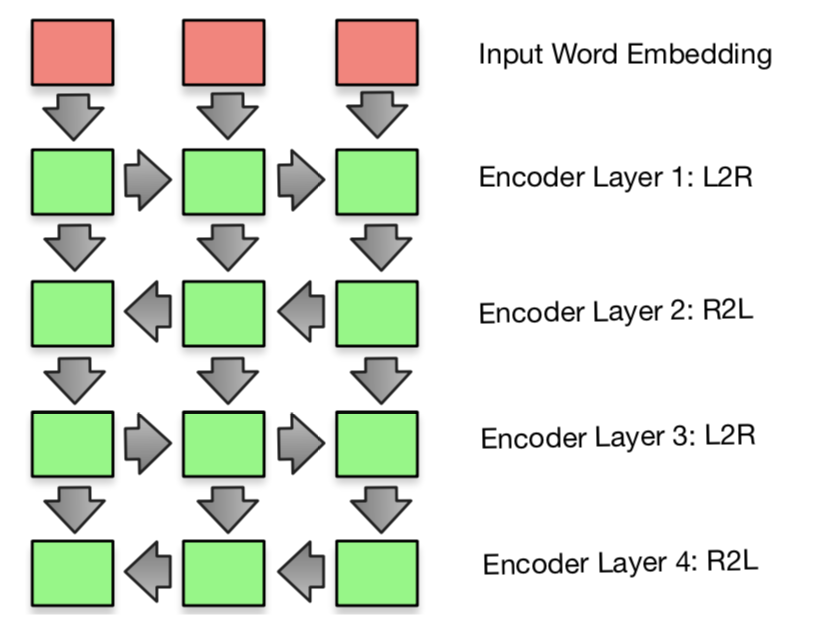 Input Word Embedding
Encoder Layer 1: L2R
Encoder Layer 2: R2L
Encoder Layer 3: L2R
Encoder Layer 4: R2L